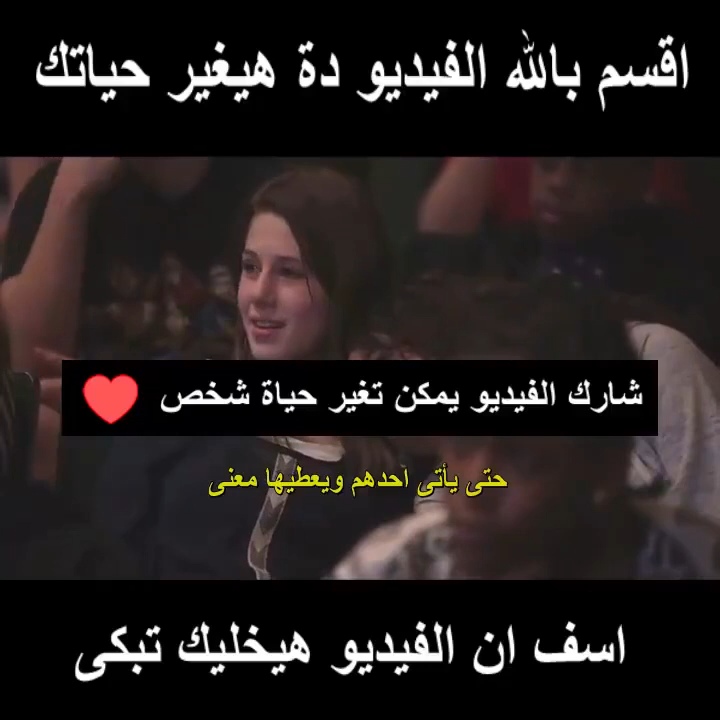 اقسم بالله الفيديو دة هيغير حياتك
شارك الفيديو يمكن تغير حياة شخص ❤
حتى يأتى أحدهم ويعطيها معنى
اسف ان الفيديو هيخليك تبكى